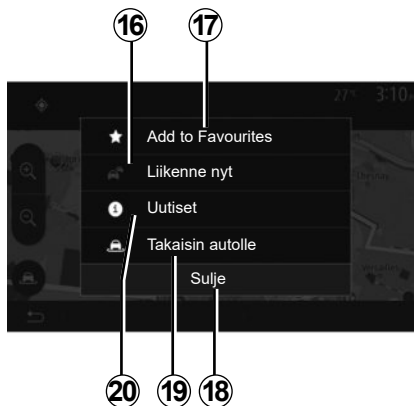 16 17
27° 3:10
Add to Favourites
Liikenne nyt
Uutiset
Takaisin autolle
Sulje
20 19 18